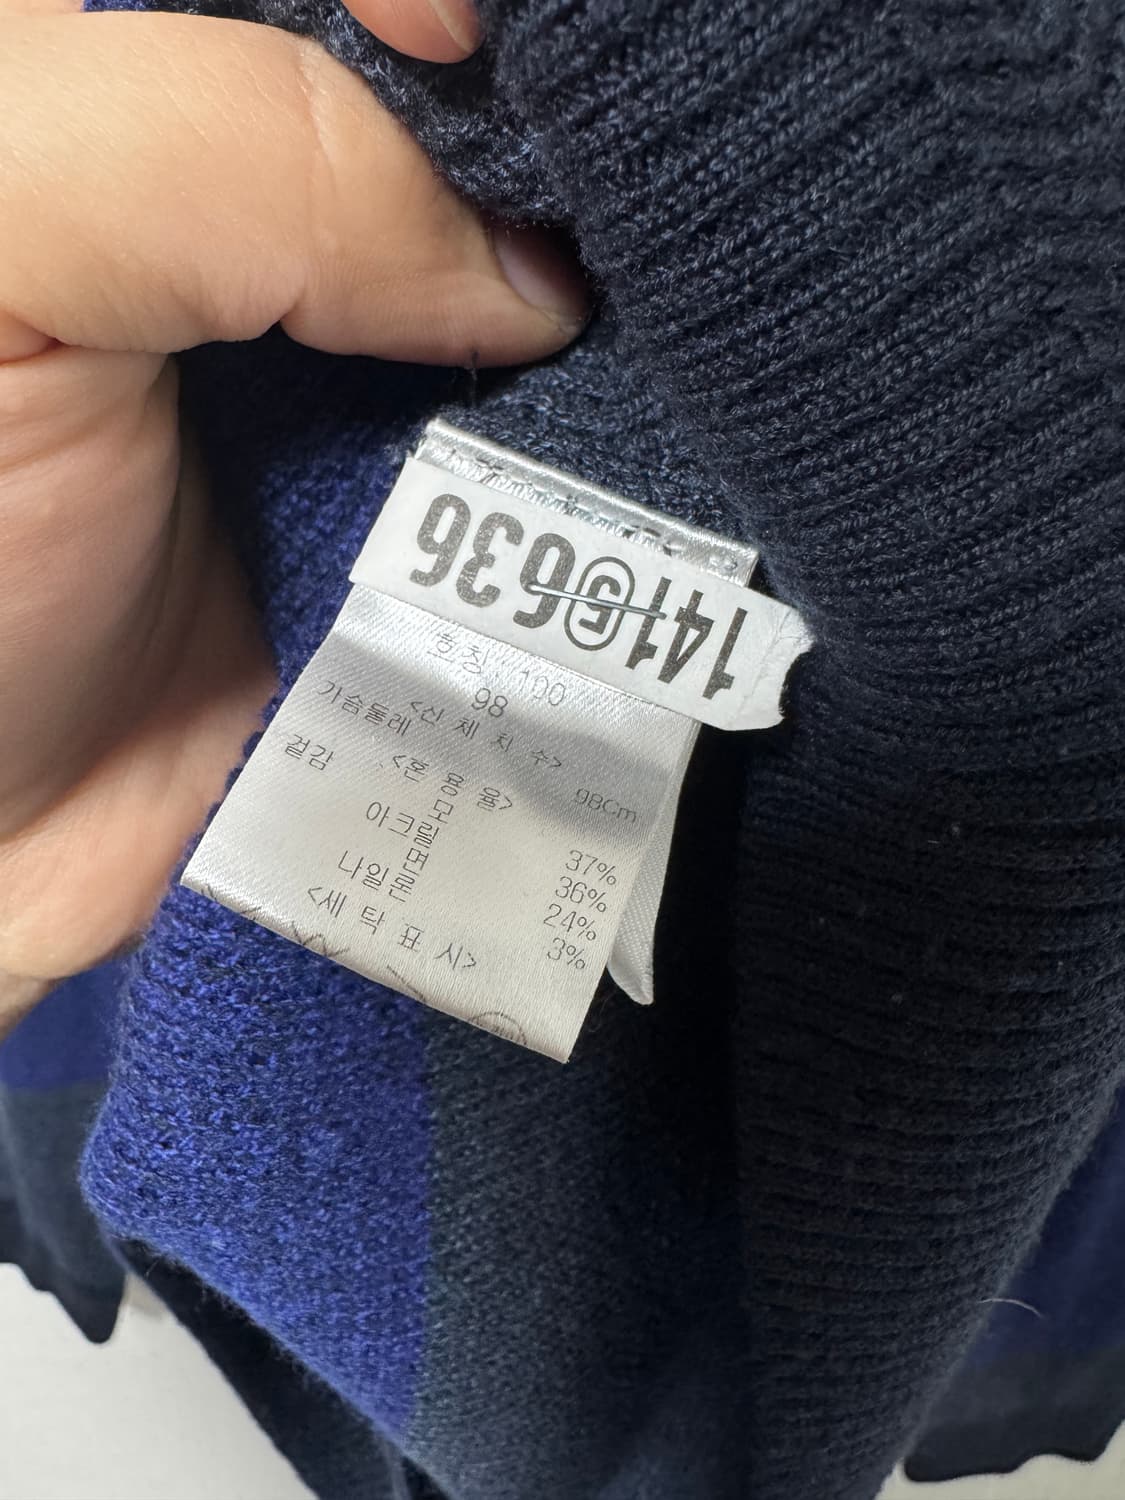 1415636
호칭 100
98
<신 체 치 수>
가슴둘레 98Cm
<혼 용 율>
겉감 모 37%
아크릴 36%
면 24%
나일론 3%
<세 탁 표 시>